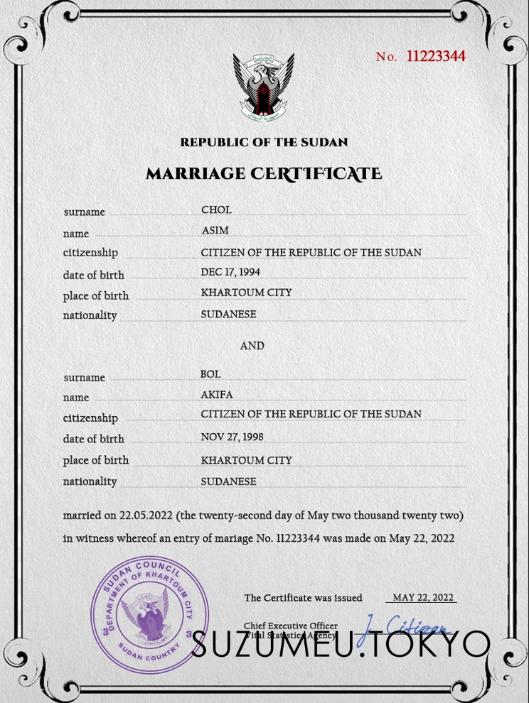 No. 11223344
REPUBLIC OF THE SUDAN
MARRIAGE CERTIFICATE
surname CHOL
name ASIM
citizenship CITIZEN OF THE REPUBLIC OF THE SUDAN
date of birth DEC 17, 1994
place of birth KHARTOUM CITY
nationality SUDANESE
AND
surname BOL
name AKIFA
citizenship CITIZEN OF THE REPUBLIC OF THE SUDAN
date of birth NOV 27, 1998
place of birth KHARTOUM CITY
nationality SUDANESE
married on 22.05.2022 (the twenty-second day of May two thousand twenty two)
in witness whereof an entry of mariage No. 11223344 was made on May 22, 2022
SUDAN COUNCIL
DEPARTMENT OF KHARTOUM CITY
SUDAN COUNTRY
The Certificate was issued MAY 22, 2022
Chief Executive Officer
Vital Statistics Agency
J. Citizen
SUZUMEU.TOKYO